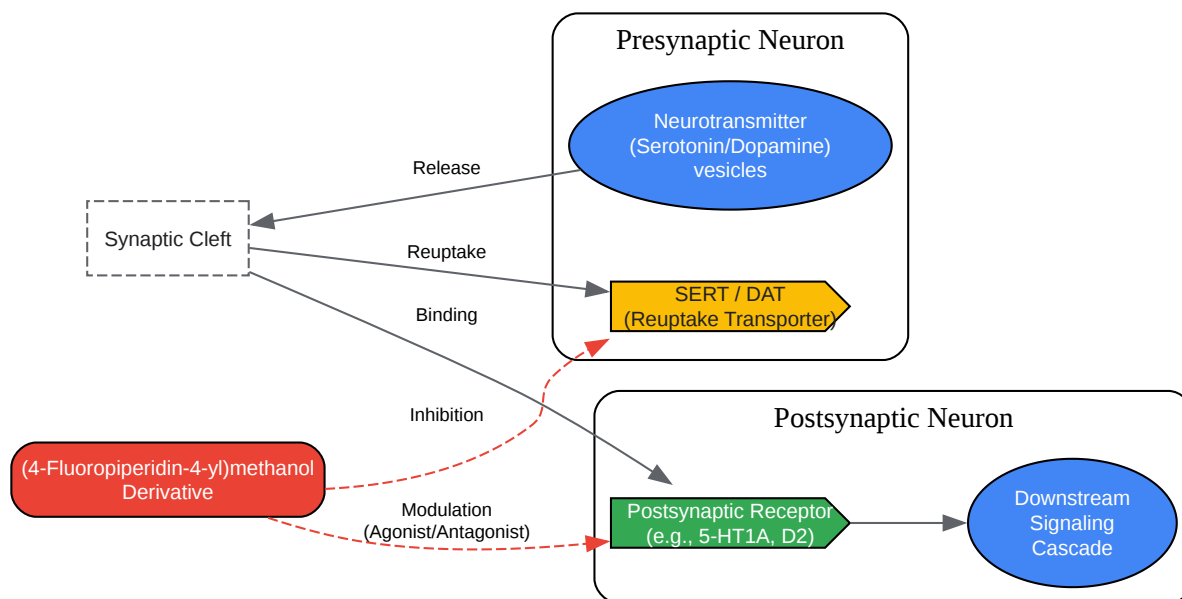 Presynaptic Neuron
Neurotransmitter
(Serotonin/Dopamine)
vesicles
Release
Synaptic Cleft
Reuptake
SERT / DAT
(Reuptake Transporter)
Binding
Inhibition
Postsynaptic Neuron
(4-Fluoropiperidin-4-yl)methanol
Derivative
Modulation
(Agonist/Antagonist)
Postsynaptic Receptor
(e.g., 5-HT1A, D2)
Downstream
Signaling
Cascade